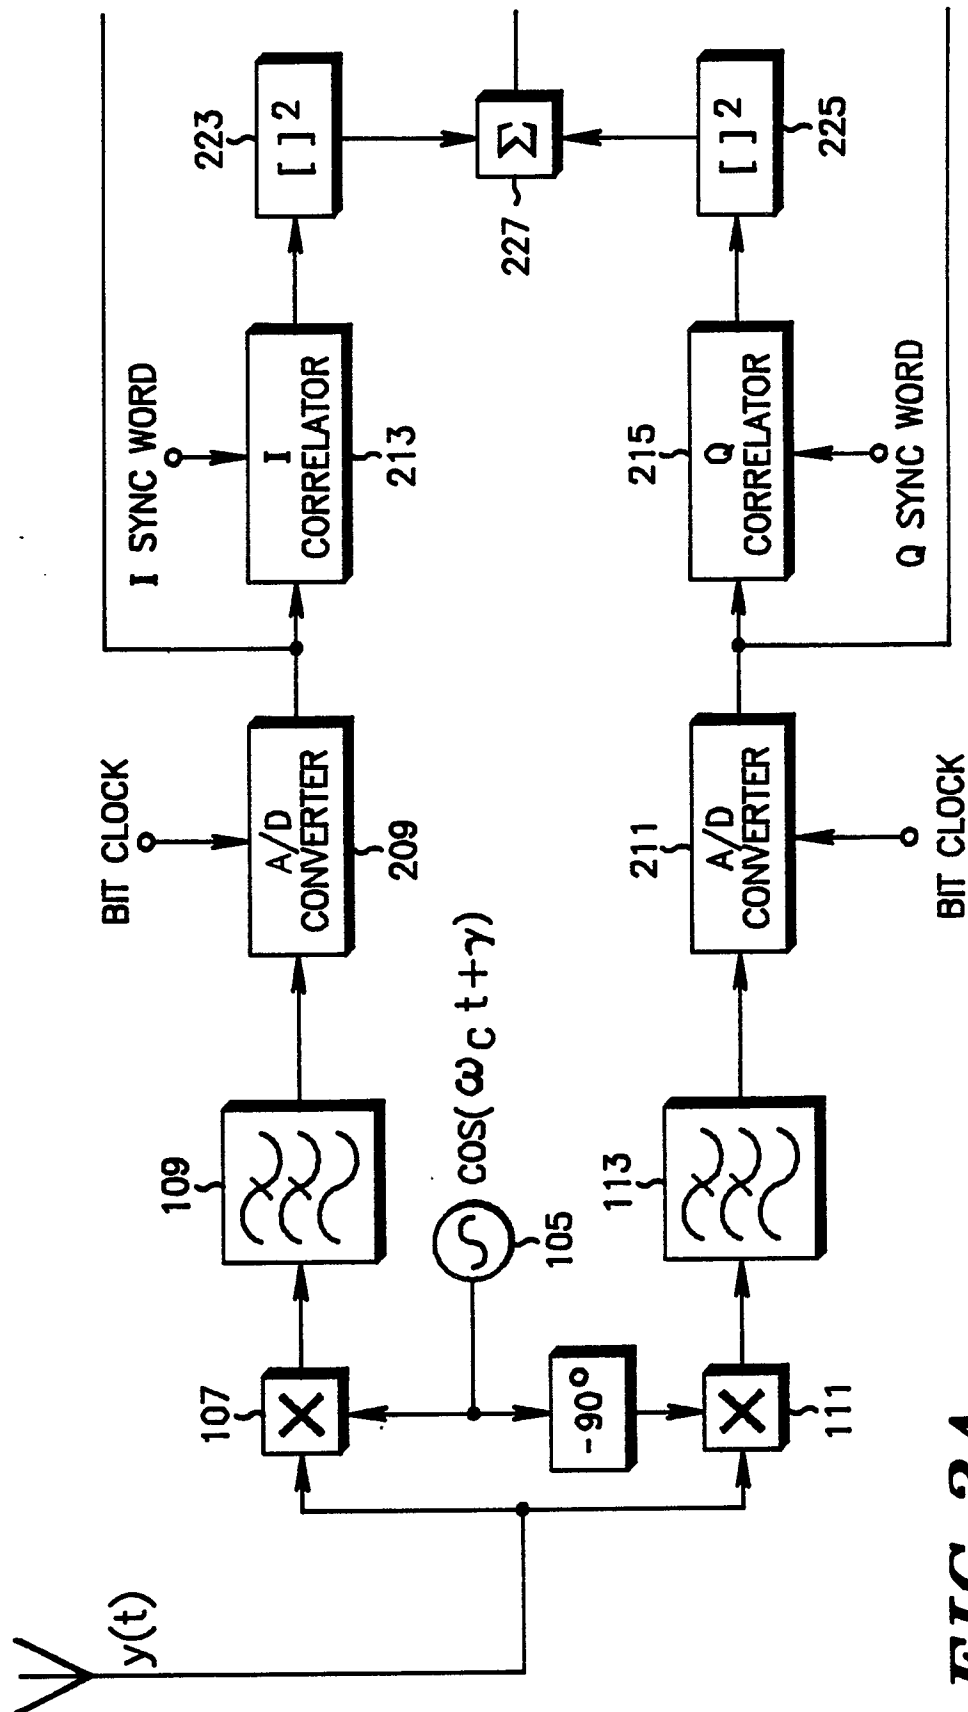 y(t)
107
109
BIT CLOCK
A/D
CONVERTER
209
I SYNC WORD
I
CORRELATOR
213
223
[ ]²
Σ
227
COS(ω_C t+γ)
105
-90°
111
113
211
A/D
CONVERTER
BIT CLOCK
215
Q
CORRELATOR
Q SYNC WORD
[ ]²
225